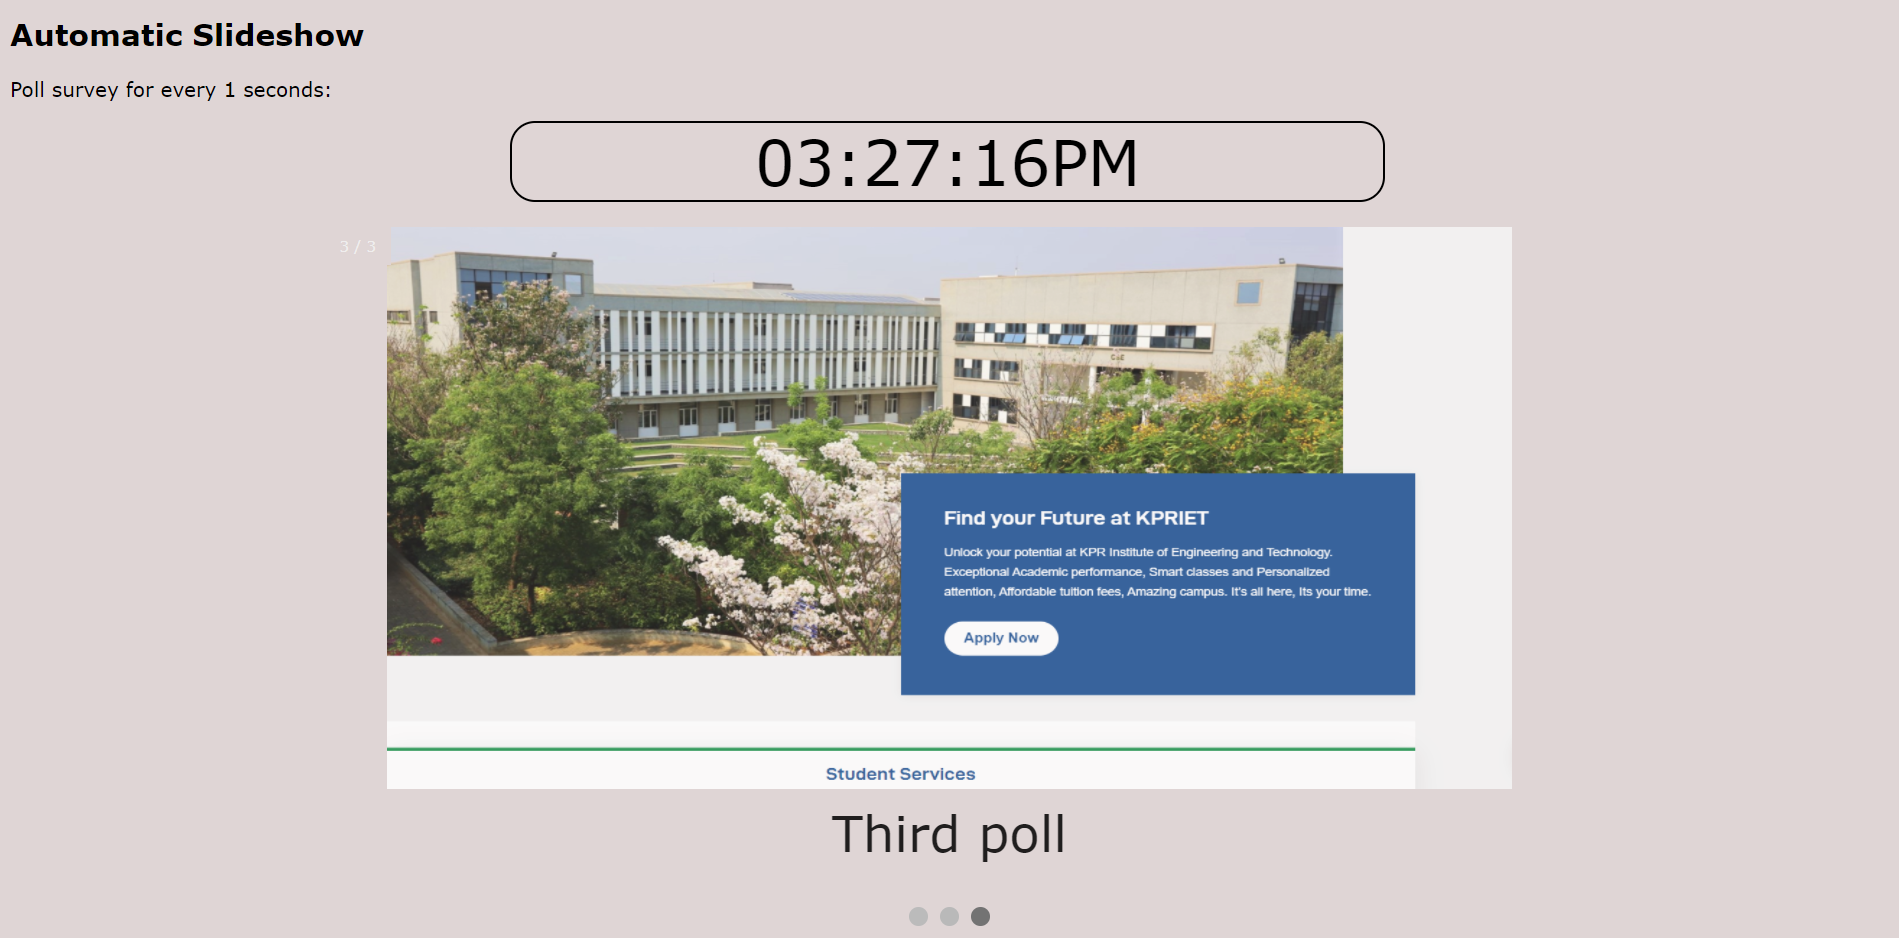 Automatic Slideshow
Poll survey for every 1 seconds:
03:27:16PM
3 / 3
Find your Future at KPRIET
Unlock your potential at KPR Institute of Engineering and Technology.
Exceptional Academic performance, Smart classes and Personalized
attention, Affordable tuition fees, Amazing campus. It's all here, Its your time.
Apply Now
Student Services
Third poll